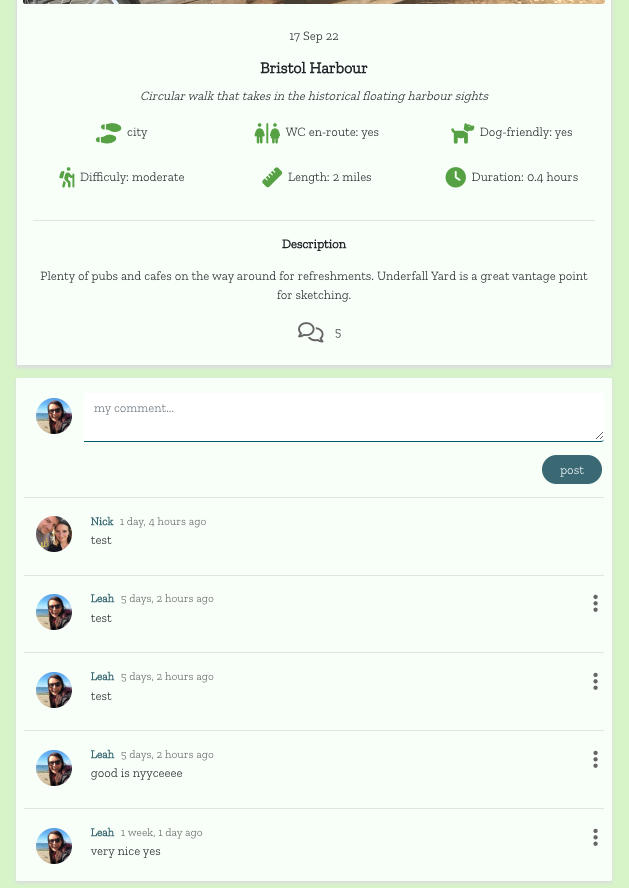 17 Sep 22
Bristol Harbour
Circular walk that takes in the historical floating harbour sights
city
WC en-route: yes
Dog-friendly: yes
Difficuly: moderate
Length: 2 miles
Duration: 0.4 hours
Description
Plenty of pubs and cafes on the way around for refreshments. Underfall Yard is a great vantage point
for sketching.
5
my comment...
post
Nick 1 day, 4 hours ago
test
Leah 5 days, 2 hours ago
test
Leah 5 days, 2 hours ago
test
Leah 5 days, 2 hours ago
good is nyyceeee
Leah 1 week, 1 day ago
very nice yes